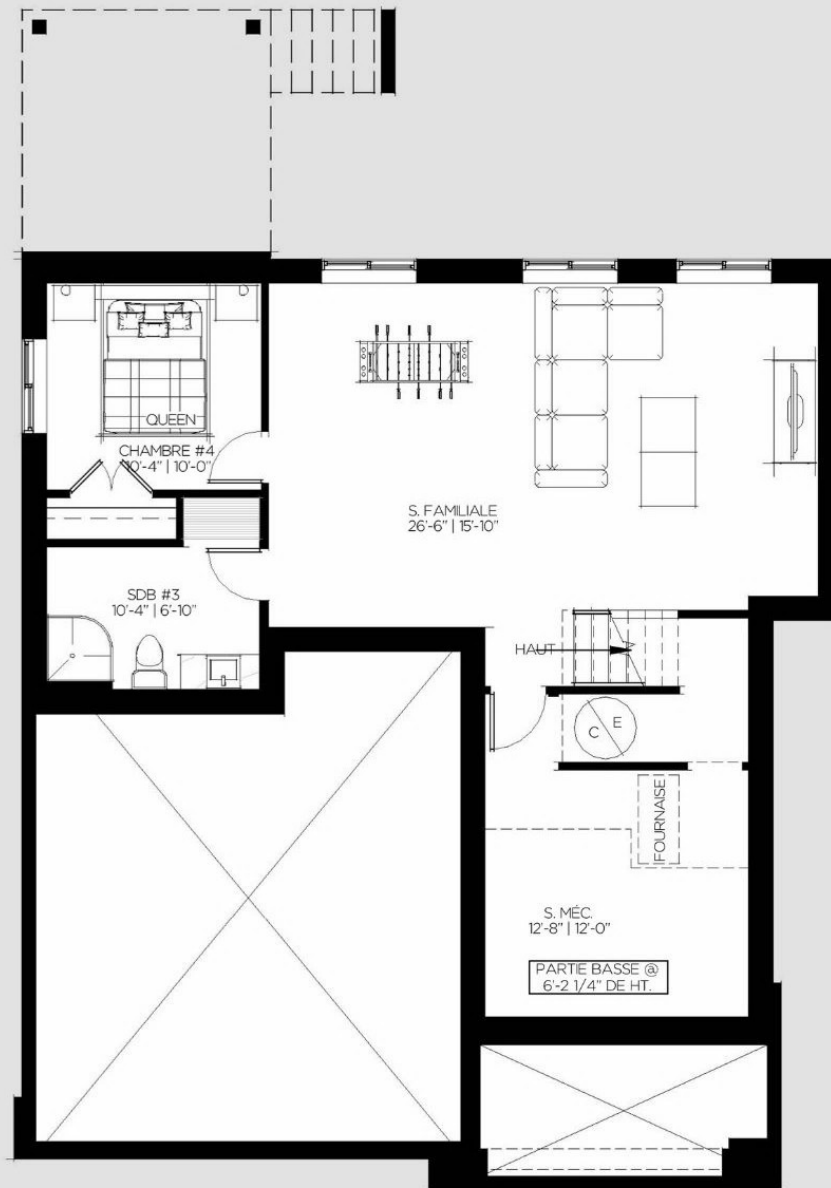 QUEEN
CHAMBRE #4
10'-4" | 10'-0"
S. FAMILIALE
26'-6" | 15'-10"
SDB #3
10'-4" | 6'-10"
HAUT
C E
FOURNAISE
S. MÉC.
12'-8" | 12'-0"
PARTIE BASSE @
6'-2 1/4" DE HT.